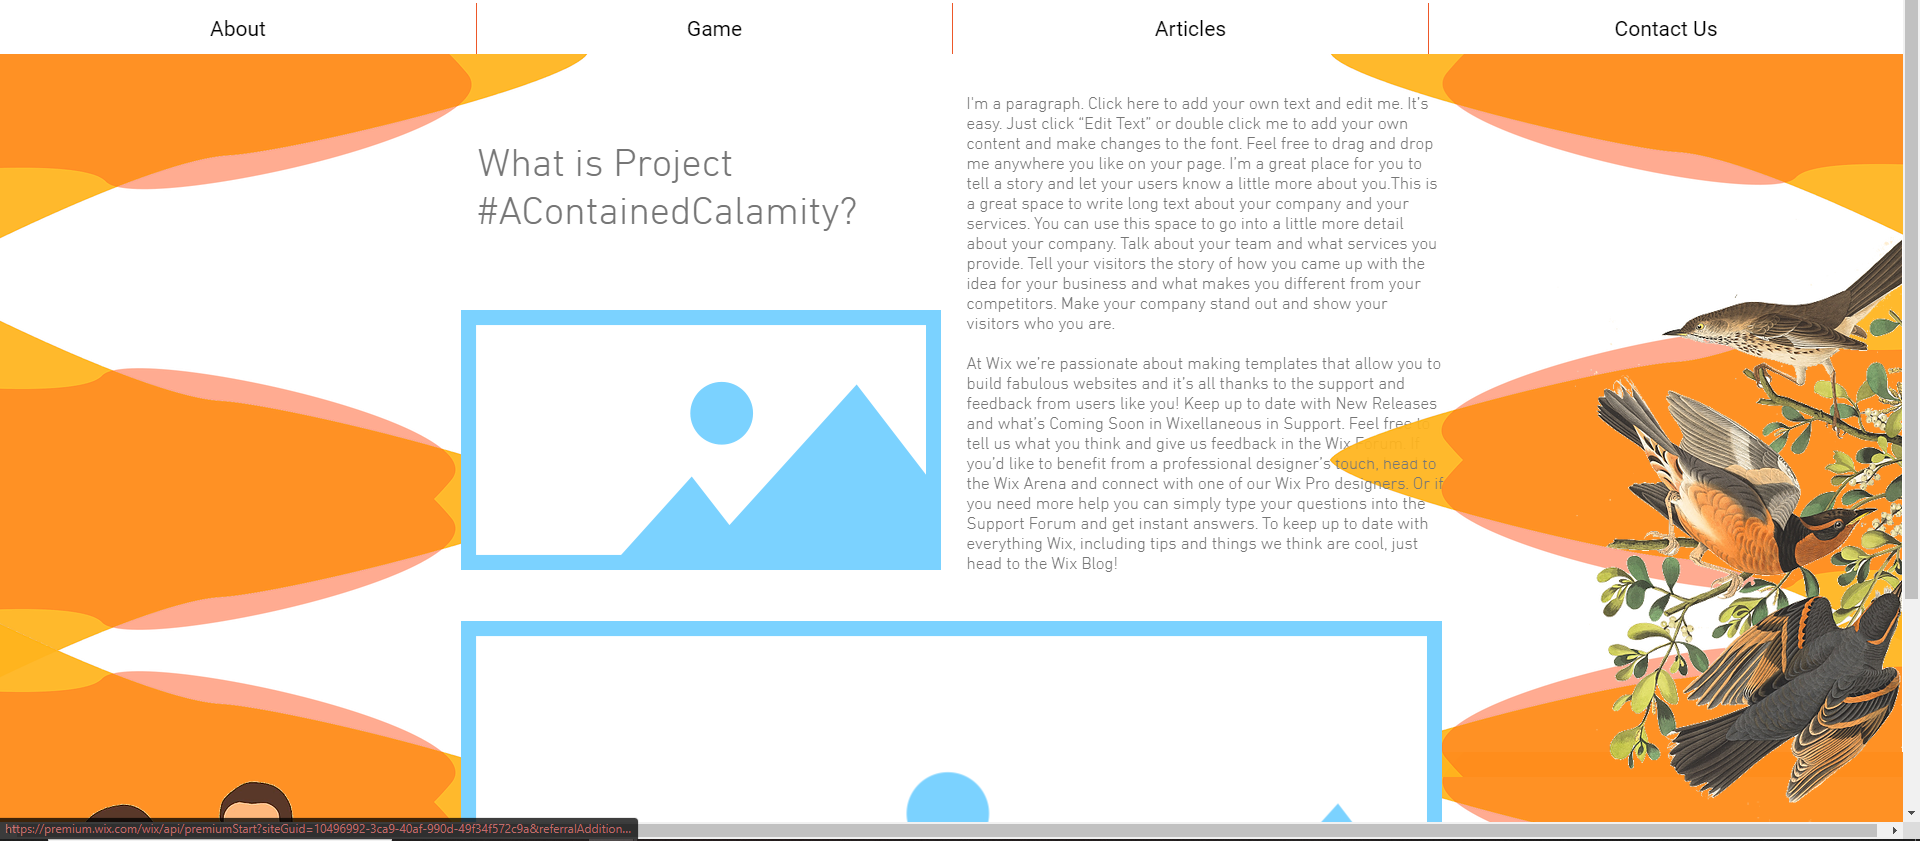 About
Game
Articles
Contact Us
What is Project
#AContainedCalamity?
I'm a paragraph. Click here to add your own text and edit me. It’s
easy. Just click “Edit Text” or double click me to add your own
content and make changes to the font. Feel free to drag and drop
me anywhere you like on your page. I’m a great place for you to
tell a story and let your users know a little more about you.This is
a great space to write long text about your company and your
services. You can use this space to go into a little more detail
about your company. Talk about your team and what services you
provide. Tell your visitors the story of how you came up with the
idea for your business and what makes you different from your
competitors. Make your company stand out and show your
visitors who you are.
At Wix we’re passionate about making templates that allow you to
build fabulous websites and it’s all thanks to the support and
feedback from users like you! Keep up to date with New Releases
and what’s Coming Soon in Wixellaneous in Support. Feel free to
tell us what you think and give us feedback in the Wix Forum. If
you’d like to benefit from a professional designer’s touch, head to
the Wix Arena and connect with one of our Wix Pro designers. Or if
you need more help you can simply type your questions into the
Support Forum and get instant answers. To keep up to date with
everything Wix, including tips and things we think are cool, just
head to the Wix Blog!
https://premium.wix.com/wix/api/premiumStart?siteGuid=10496992-3ca9-40af-990d-49f34f572c9a&referralAddition...